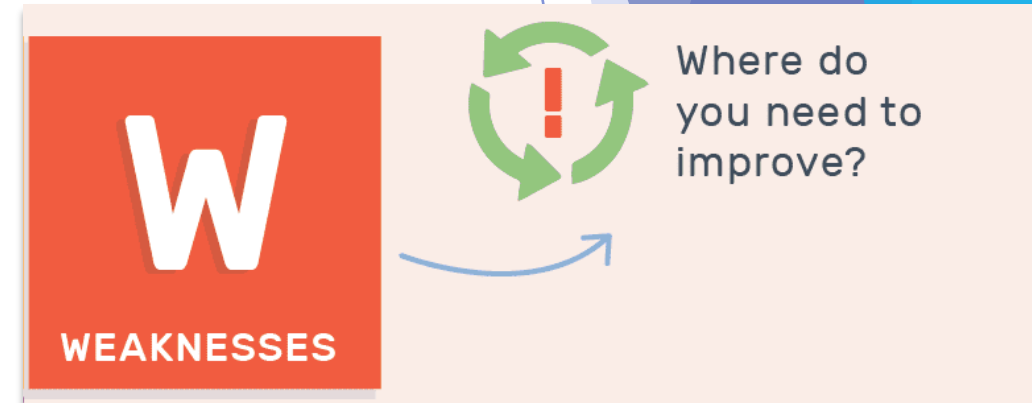 W
WEAKNESSES
!
Where do
you need to
improve?